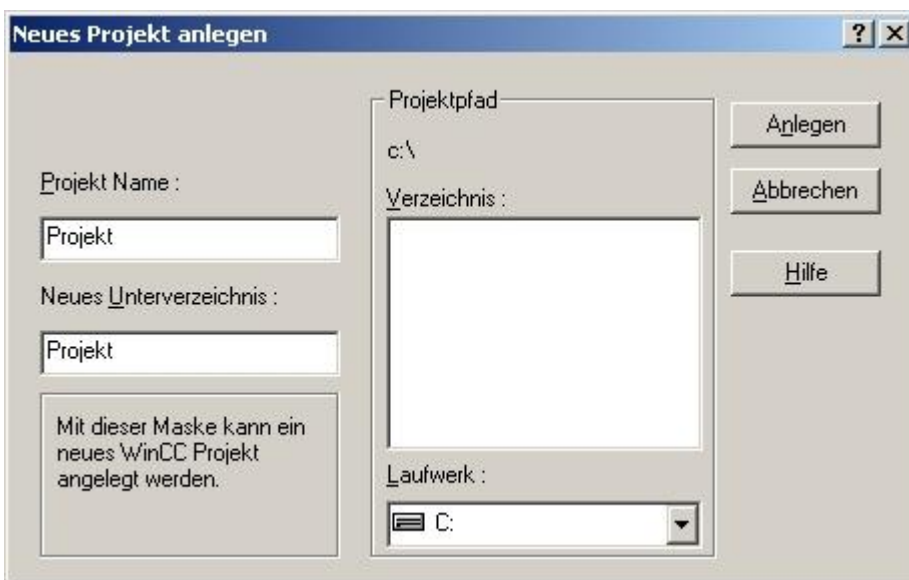 Neues Projekt anlegen
Projekt Name :
Projekt
Neues Unterverzeichnis :
Projekt
Mit dieser Maske kann ein
neues WinCC Projekt
angelegt werden.
Projektpfad
c:\
Verzeichnis :
Laufwerk :
C:
Anlegen
Abbrechen
Hilfe